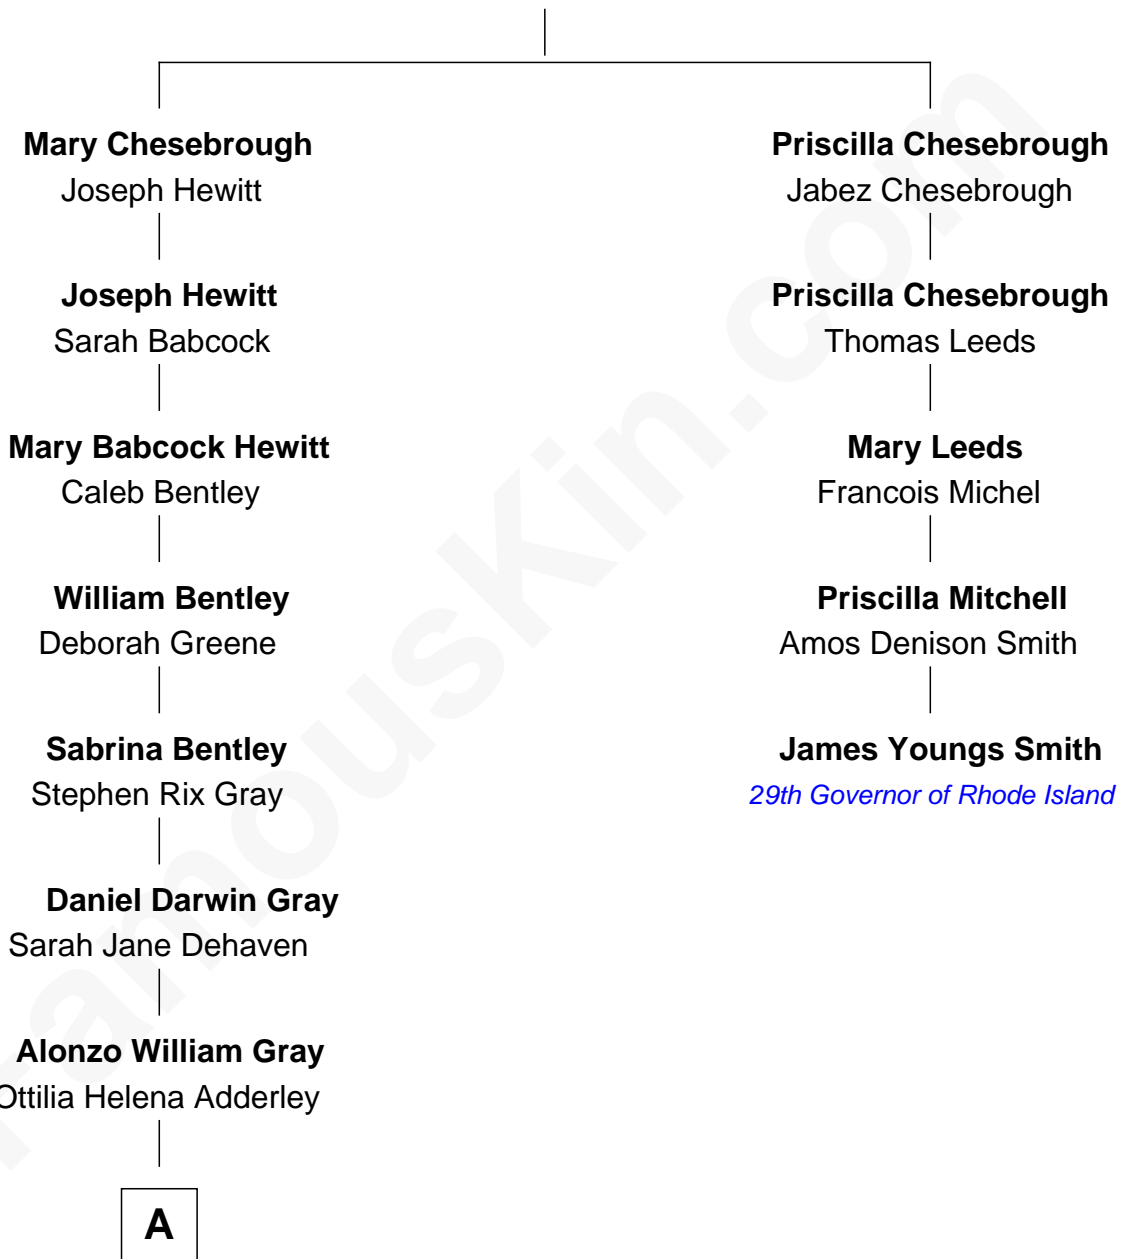 Mary Chesebrough
Joseph Hewitt
Priscilla Chesebrough
Jabez Chesebrough
Joseph Hewitt
Sarah Babcock
Priscilla Chesebrough
Thomas Leeds
Mary Babcock Hewitt
Caleb Bentley
Mary Leeds
Francois Michel
William Bentley
Deborah Greene
Priscilla Mitchell
Amos Denison Smith
Sabrina Bentley
Stephen Rix Gray
James Youngs Smith
29th Governor of Rhode Island
Daniel Darwin Gray
Sarah Jane Dehaven
Alonzo William Gray
Ottilia Helena Adderley
A
FamousKin.com